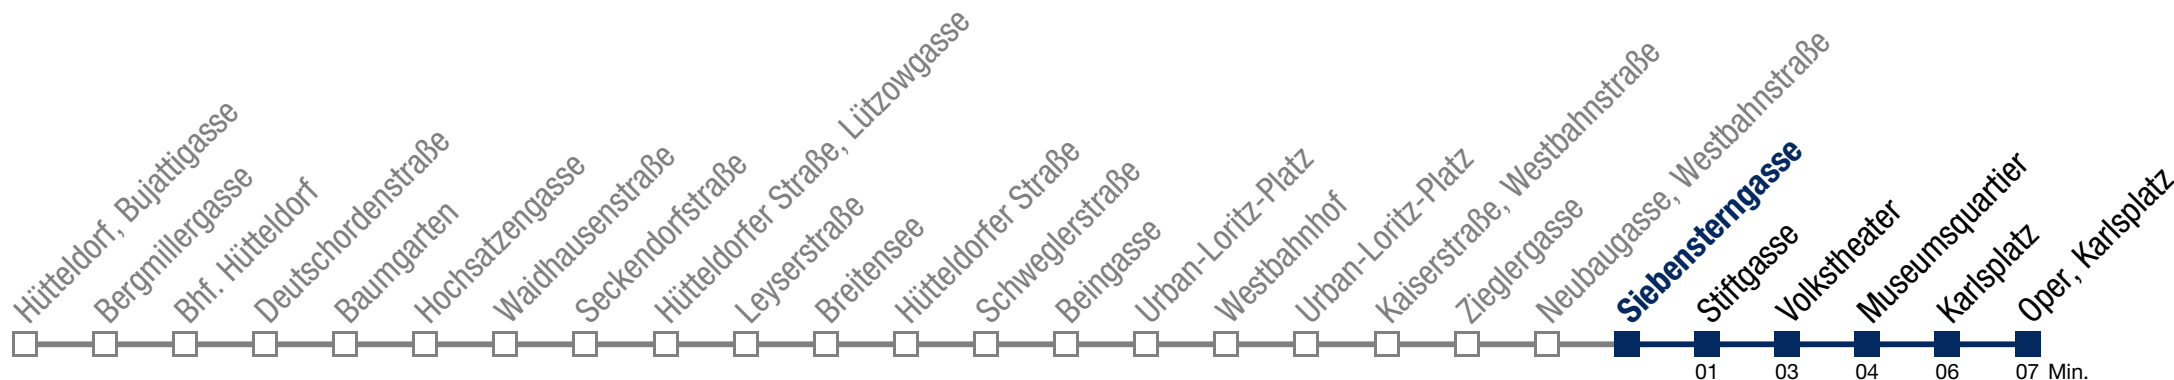 Hütteldorf, Bujattigasse
Bergmillergasse
Bhf. Hütteldorf
Deutschordenstraße
Baumgarten
Hochsatzengasse
Waidhausenstraße
Seckendorfstraße
Hütteldorfer Straße, Lützowgasse
Leyserstraße
Breitensee
Hütteldorfer Straße
Schweglerstraße
Beingasse
Urban-Loritz-Platz
Westbahnhof
Urban-Loritz-Platz
Kaiserstraße, Westbahnstraße
Zieglergasse
Neubaugasse, Westbahnstraße
Siebensterngasse
Stiftgasse
Volkstheater
Museumsquartier
Karlsplatz
Oper, Karlsplatz
01 03 04 06 07 Min.